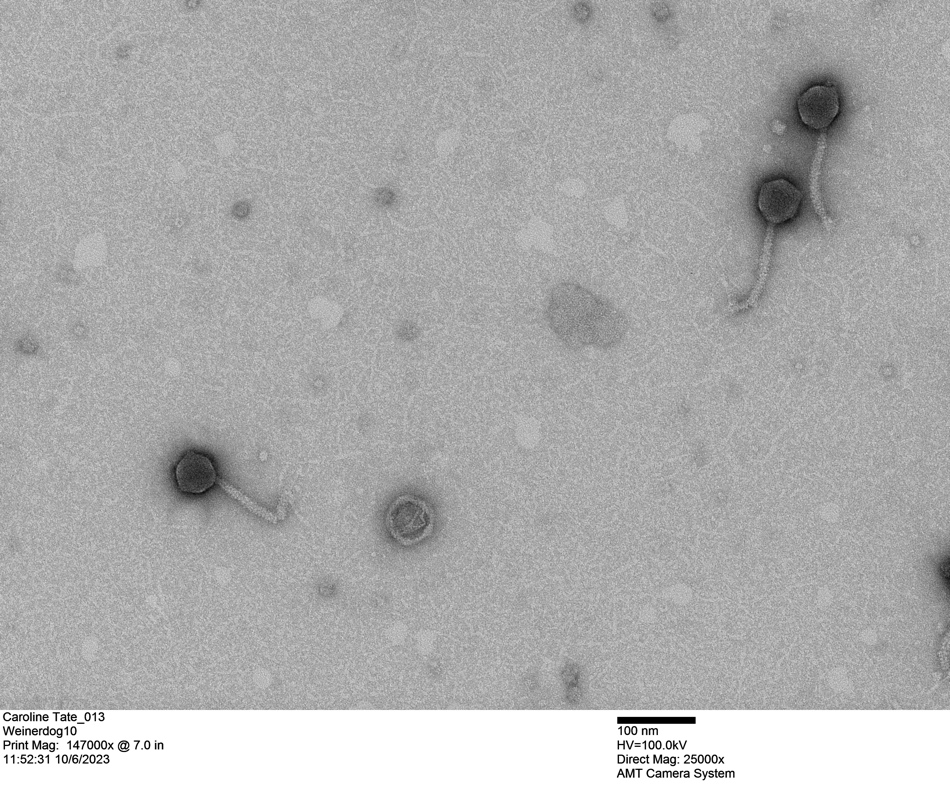 Caroline Tate_013
Weinerdog10
Print Mag: 147000x @ 7.0 in
11:52:31 10/6/2023
100 nm
HV=100.0kV
Direct Mag: 25000x
AMT Camera System